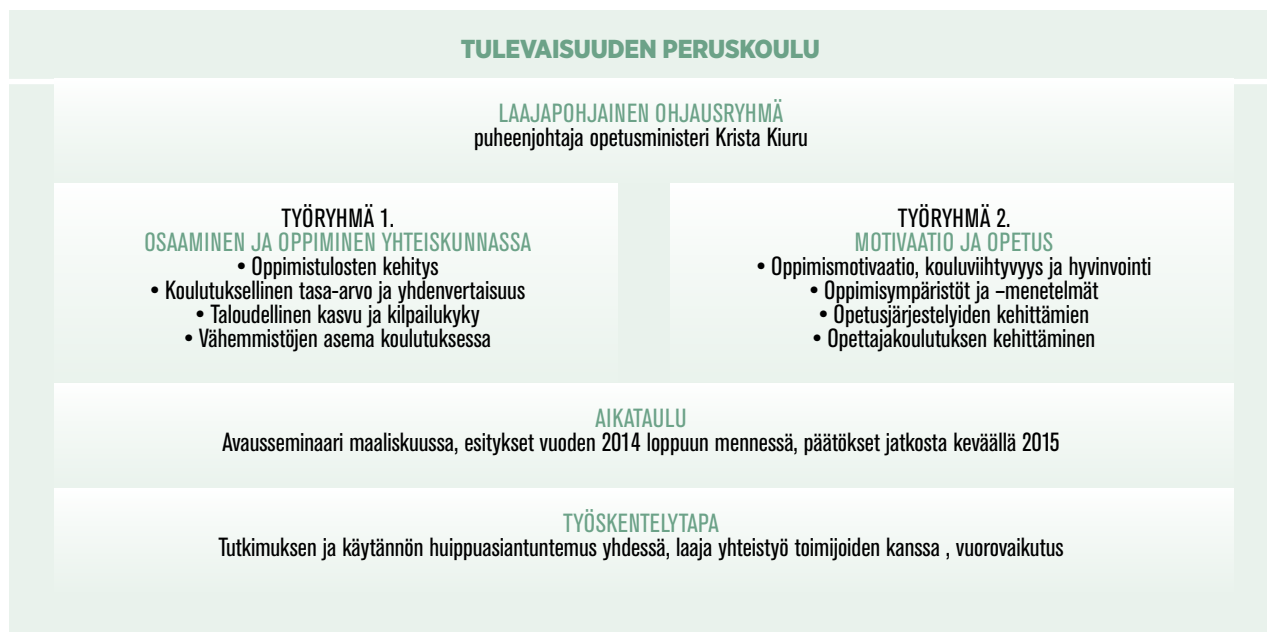 TULEVAISUUDEN PERUSKOULU
LAAJAPOHJAINEN OHJAUSRYHMÄ
puheenjohtaja opetusministeri Krista Kiuru
TYÖRYHMÄ 1.
OSAAMINEN JA OPPIMINEN YHTEISKUNNASSA
• Oppimistulosten kehitys
• Koulutuksellinen tasa-arvo ja yhdenvertaisuus
• Taloudellinen kasvu ja kilpailukyky
• Vähemmistöjen asema koulutuksessa
TYÖRYHMÄ 2.
MOTIVAATIO JA OPETUS
• Oppimismotivaatio, kouluviihtyvyys ja hyvinvointi
• Oppimisympäristöt ja –menetelmät
• Opetusjärjestelyiden kehittämien
• Opettajakoulutuksen kehittäminen
AIKATAULU
Avausseminaari maaliskuussa, esitykset vuoden 2014 loppuun mennessä, päätökset jatkosta keväällä 2015
TYÖSKENTELYTAPA
Tutkimuksen ja käytännön huippuasiantuntemus yhdessä, laaja yhteistyö toimijoiden kanssa , vuorovaikutus